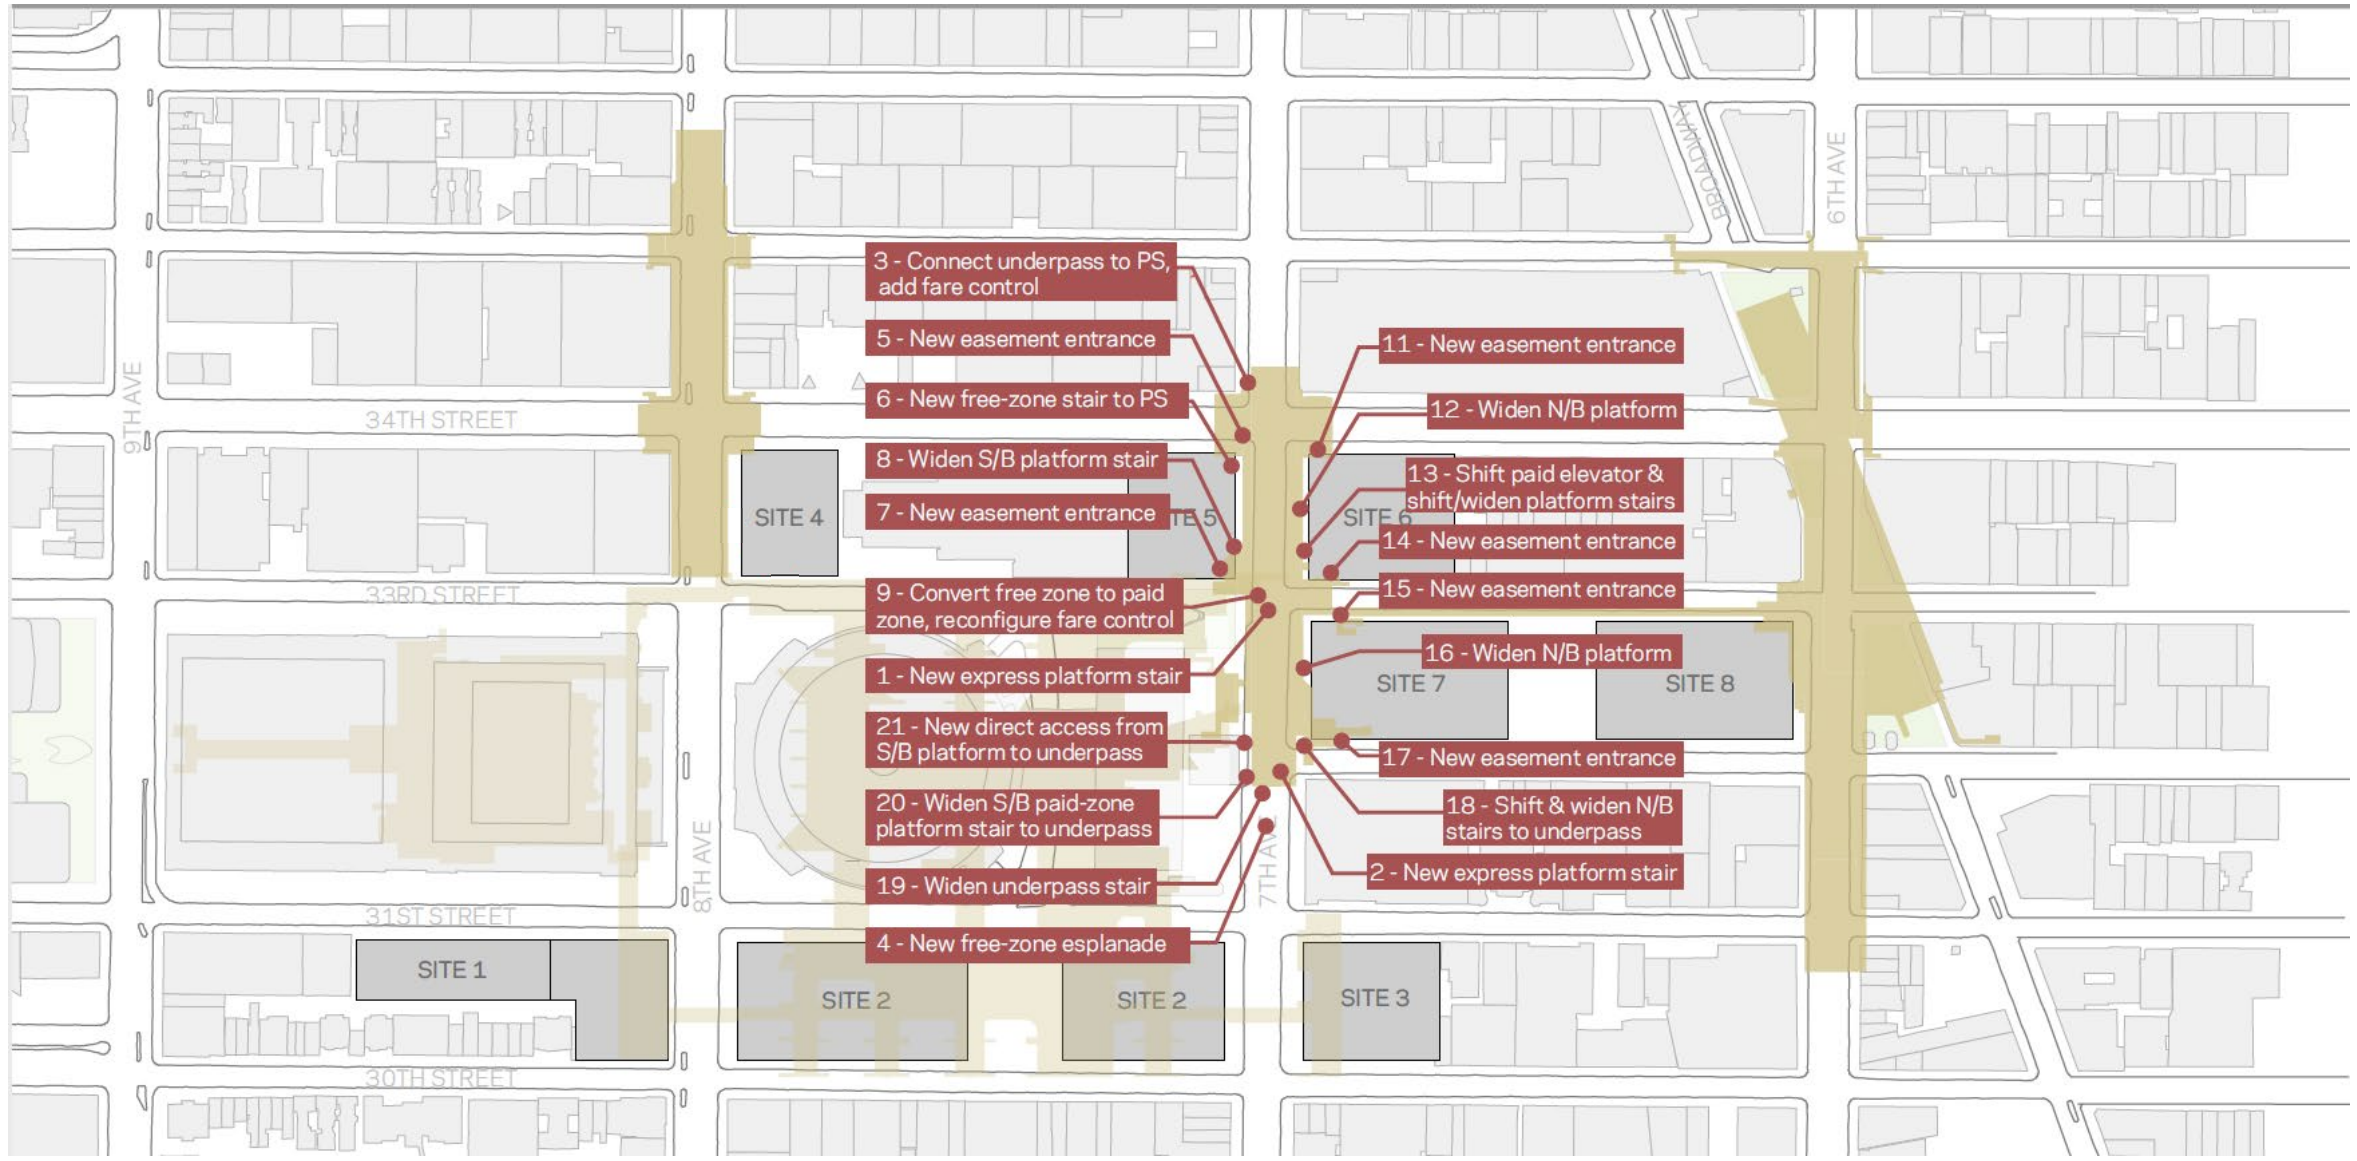 BROADWAY
6TH AVE
3 - Connect underpass to PS,
add fare control
5 - New easement entrance
11 - New easement entrance
9TH AVE
34TH STREET
6 - New free-zone stair to PS
12 - Widen N/B platform
8 - Widen S/B platform stair
13 - Shift paid elevator &
shift/widen platform stairs
SITE 4
7 - New easement entrance
TE 5
SITE 6
14 - New easement entrance
33RD STREET
9 - Convert free zone to paid
zone, reconfigure fare control
15 - New easement entrance
1 - New express platform stair
16 - Widen N/B platform
SITE 7
SITE 8
21 - New direct access from
S/B platform to underpass
17 - New easement entrance
20 - Widen S/B paid-zone
platform stair to underpass
18 - Shift & widen N/B
stairs to underpass
8TH AVE
7TH AVE
19 - Widen underpass stair
2 - New express platform stair
31ST STREET
4 - New free-zone esplanade
SITE 1
SITE 2
SITE 2
SITE 3
30TH STREET